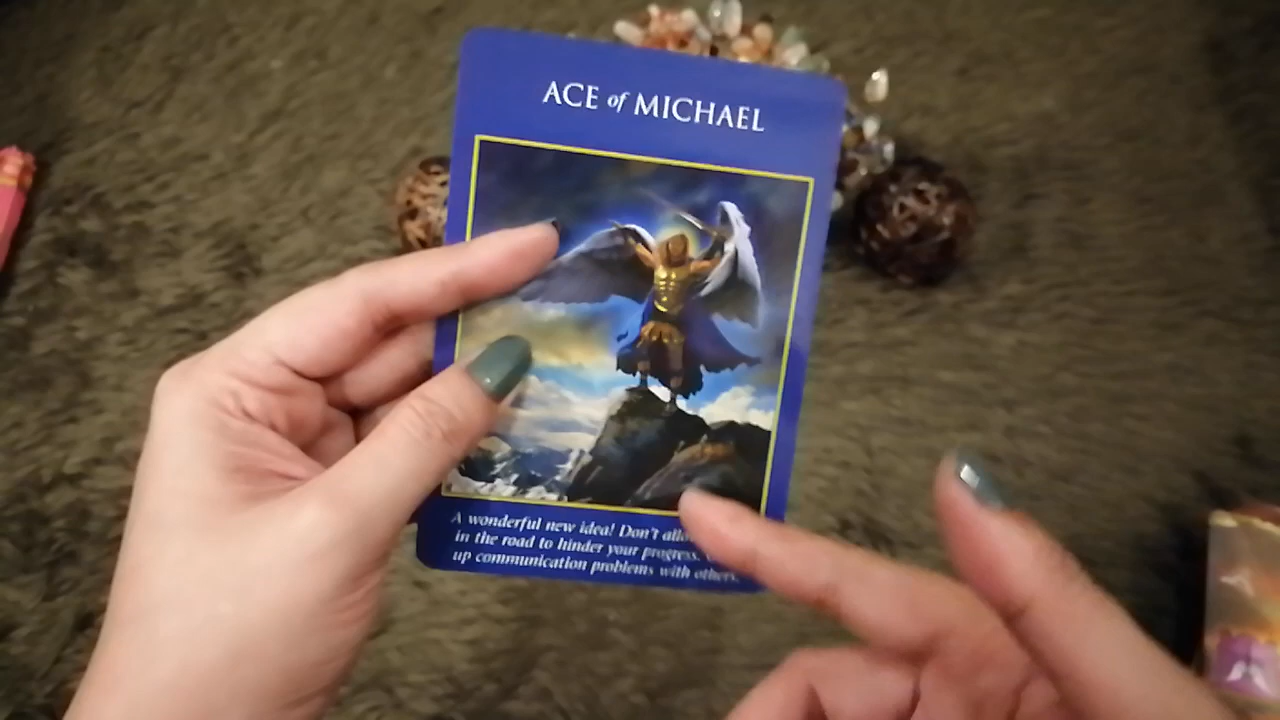 ACE of MICHAEL
A wonderful new idea! Don't
in the road to hinder your progress.
up communication problems with others.